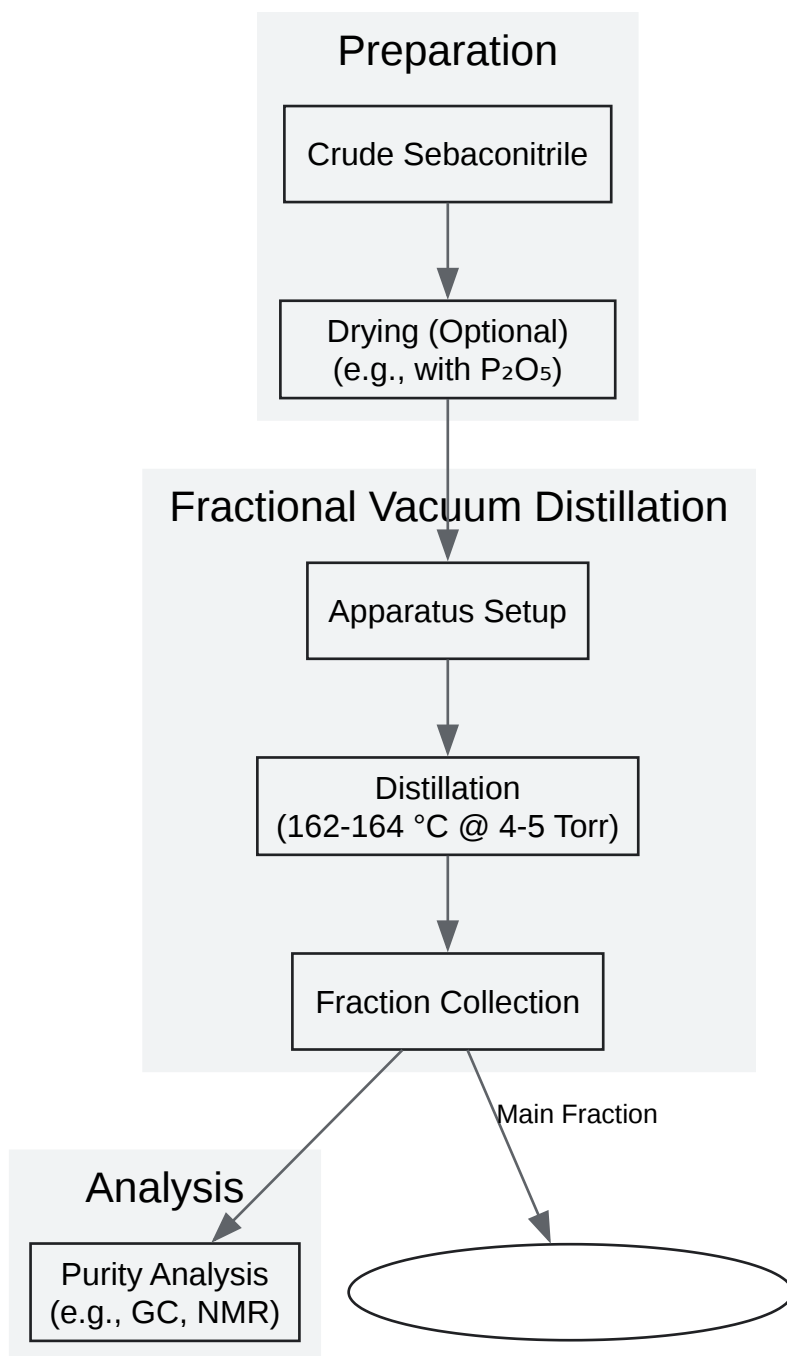 Preparation
Crude Sebaconitrile
Drying (Optional)
(e.g., with P₂O₅)
Fractional Vacuum Distillation
Apparatus Setup
Distillation
(162-164 °C @ 4-5 Torr)
Fraction Collection
Main Fraction
Analysis
Purity Analysis
(e.g., GC, NMR)